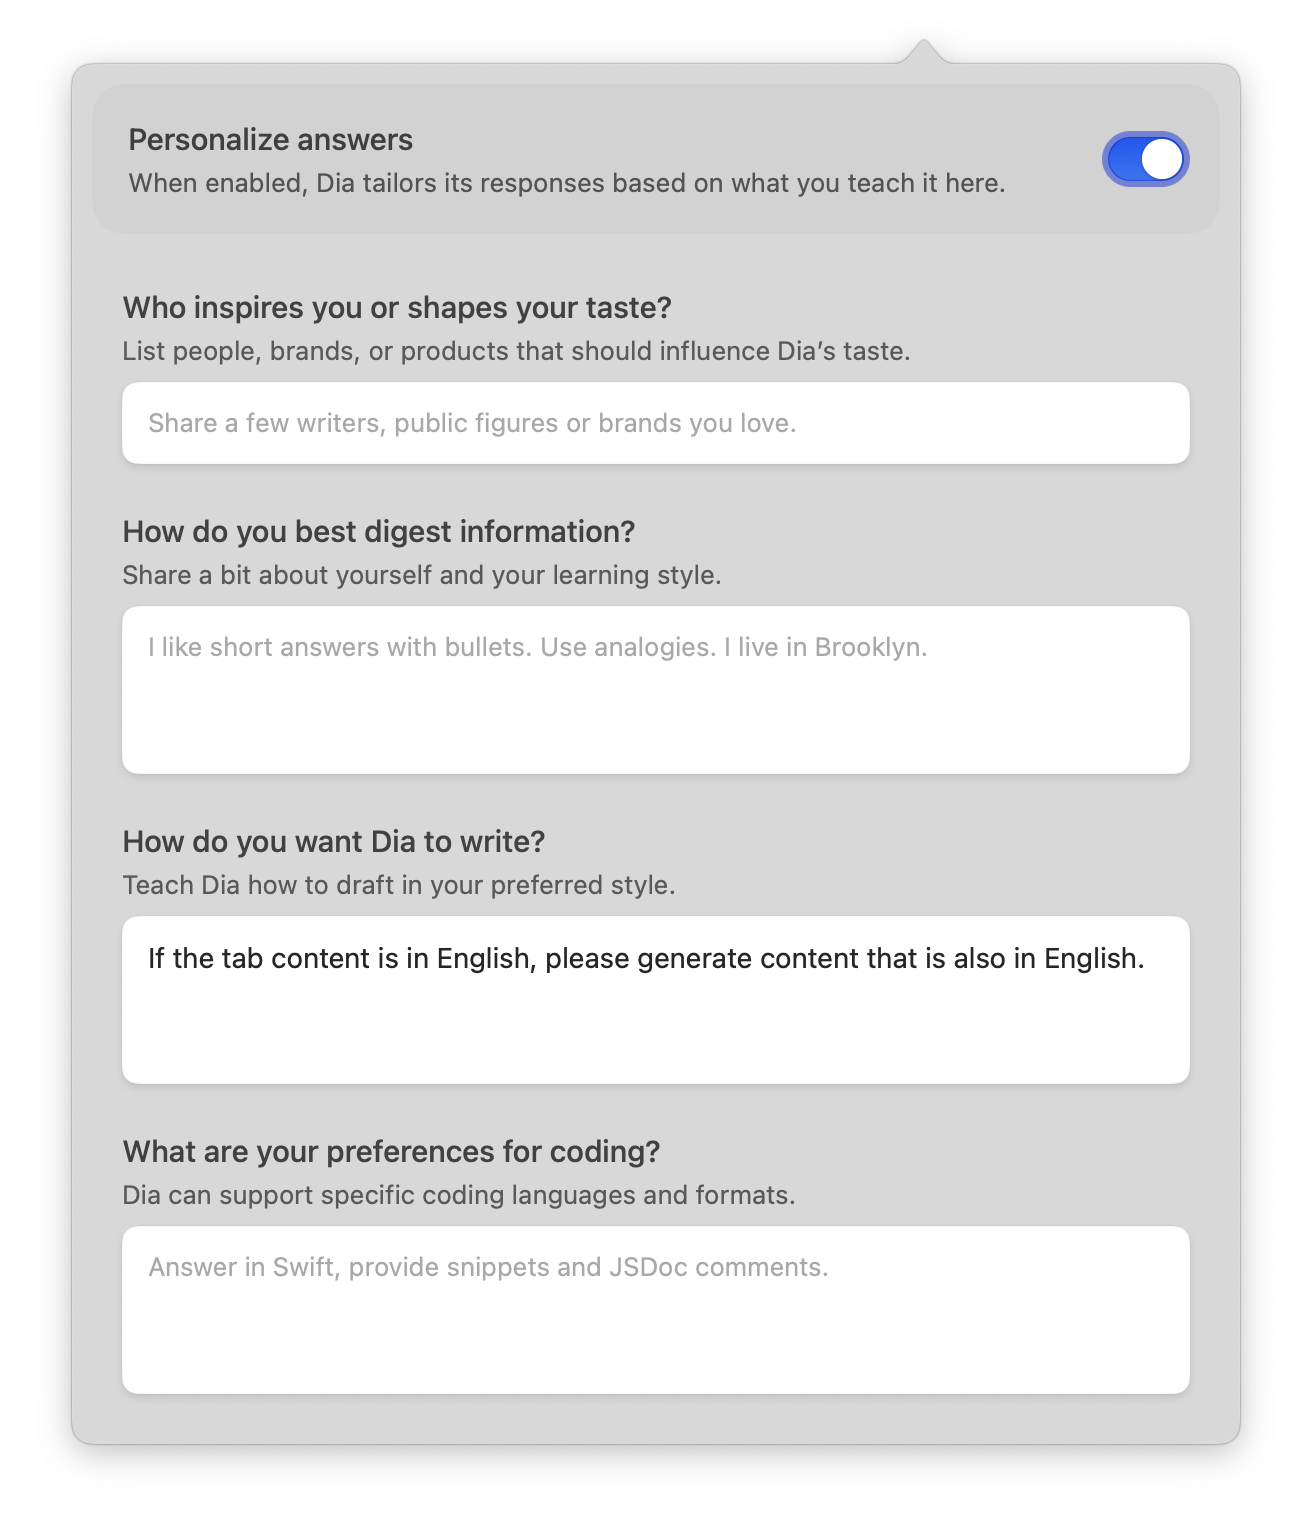 Personalize answers
When enabled, Dia tailors its responses based on what you teach it here.
Who inspires you or shapes your taste?
List people, brands, or products that should influence Dia’s taste.
Share a few writers, public figures or brands you love.
How do you best digest information?
Share a bit about yourself and your learning style.
I like short answers with bullets. Use analogies. I live in Brooklyn.
How do you want Dia to write?
Teach Dia how to draft in your preferred style.
If the tab content is in English, please generate content that is also in English.
What are your preferences for coding?
Dia can support specific coding languages and formats.
Answer in Swift, provide snippets and JSDoc comments.